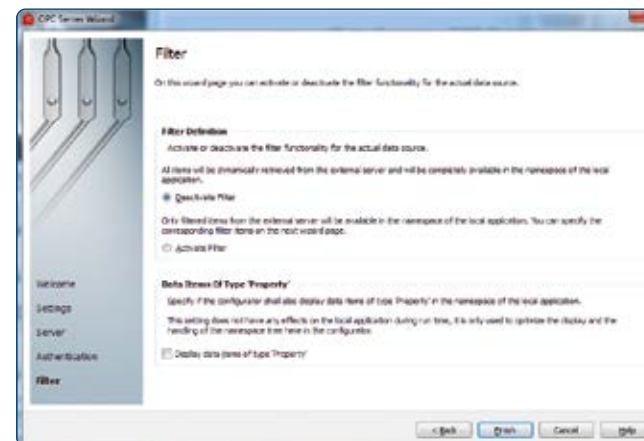 OPC Server Wizard
Filter
On this wizard page you can activate or deactivate the filter functionality for the actual data source.
Filter Definition
Activate or deactivate the filter functionality for the actual data source.
All items will be dynamically retrieved from the external server and will be completely available in the namespace of the local
application.
Deactivate Filter
Only filtered items from the external server will be available in the namespace of the local application. You can specify the
corresponding filter items on the next wizard page.
Activate Filter
Data Items Of Type 'Property'
Specify if the configurator shall also display data items of type 'Property' in the namespace of the local application.
This setting does not have any effects on the local application during run time, it is only used to optimize the display and the
handling of the namespace tree here in the configurator.
Display data items of type 'Property'
Welcome
Settings
Server
Authentication
Filter
< Back
Finish
Cancel
Help